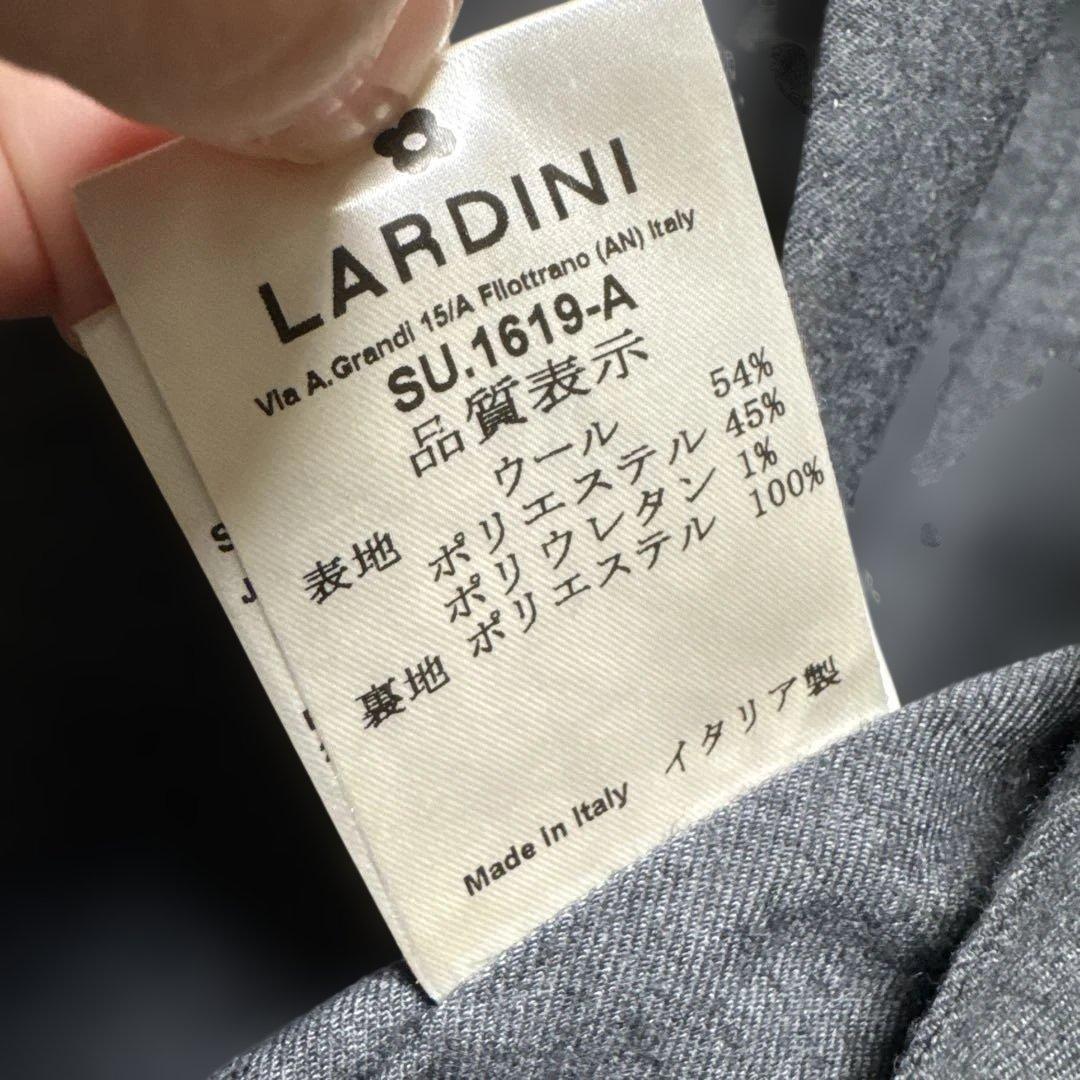 LARDINI
Via A.Grandi 15/A Filottrano (AN) Italy
SU.1619-A
品質表示
表地 ウール 54%
ポリエステル 45%
ポリウレタン 1%
裏地 ポリエステル 100%
Made in Italy イタリア製